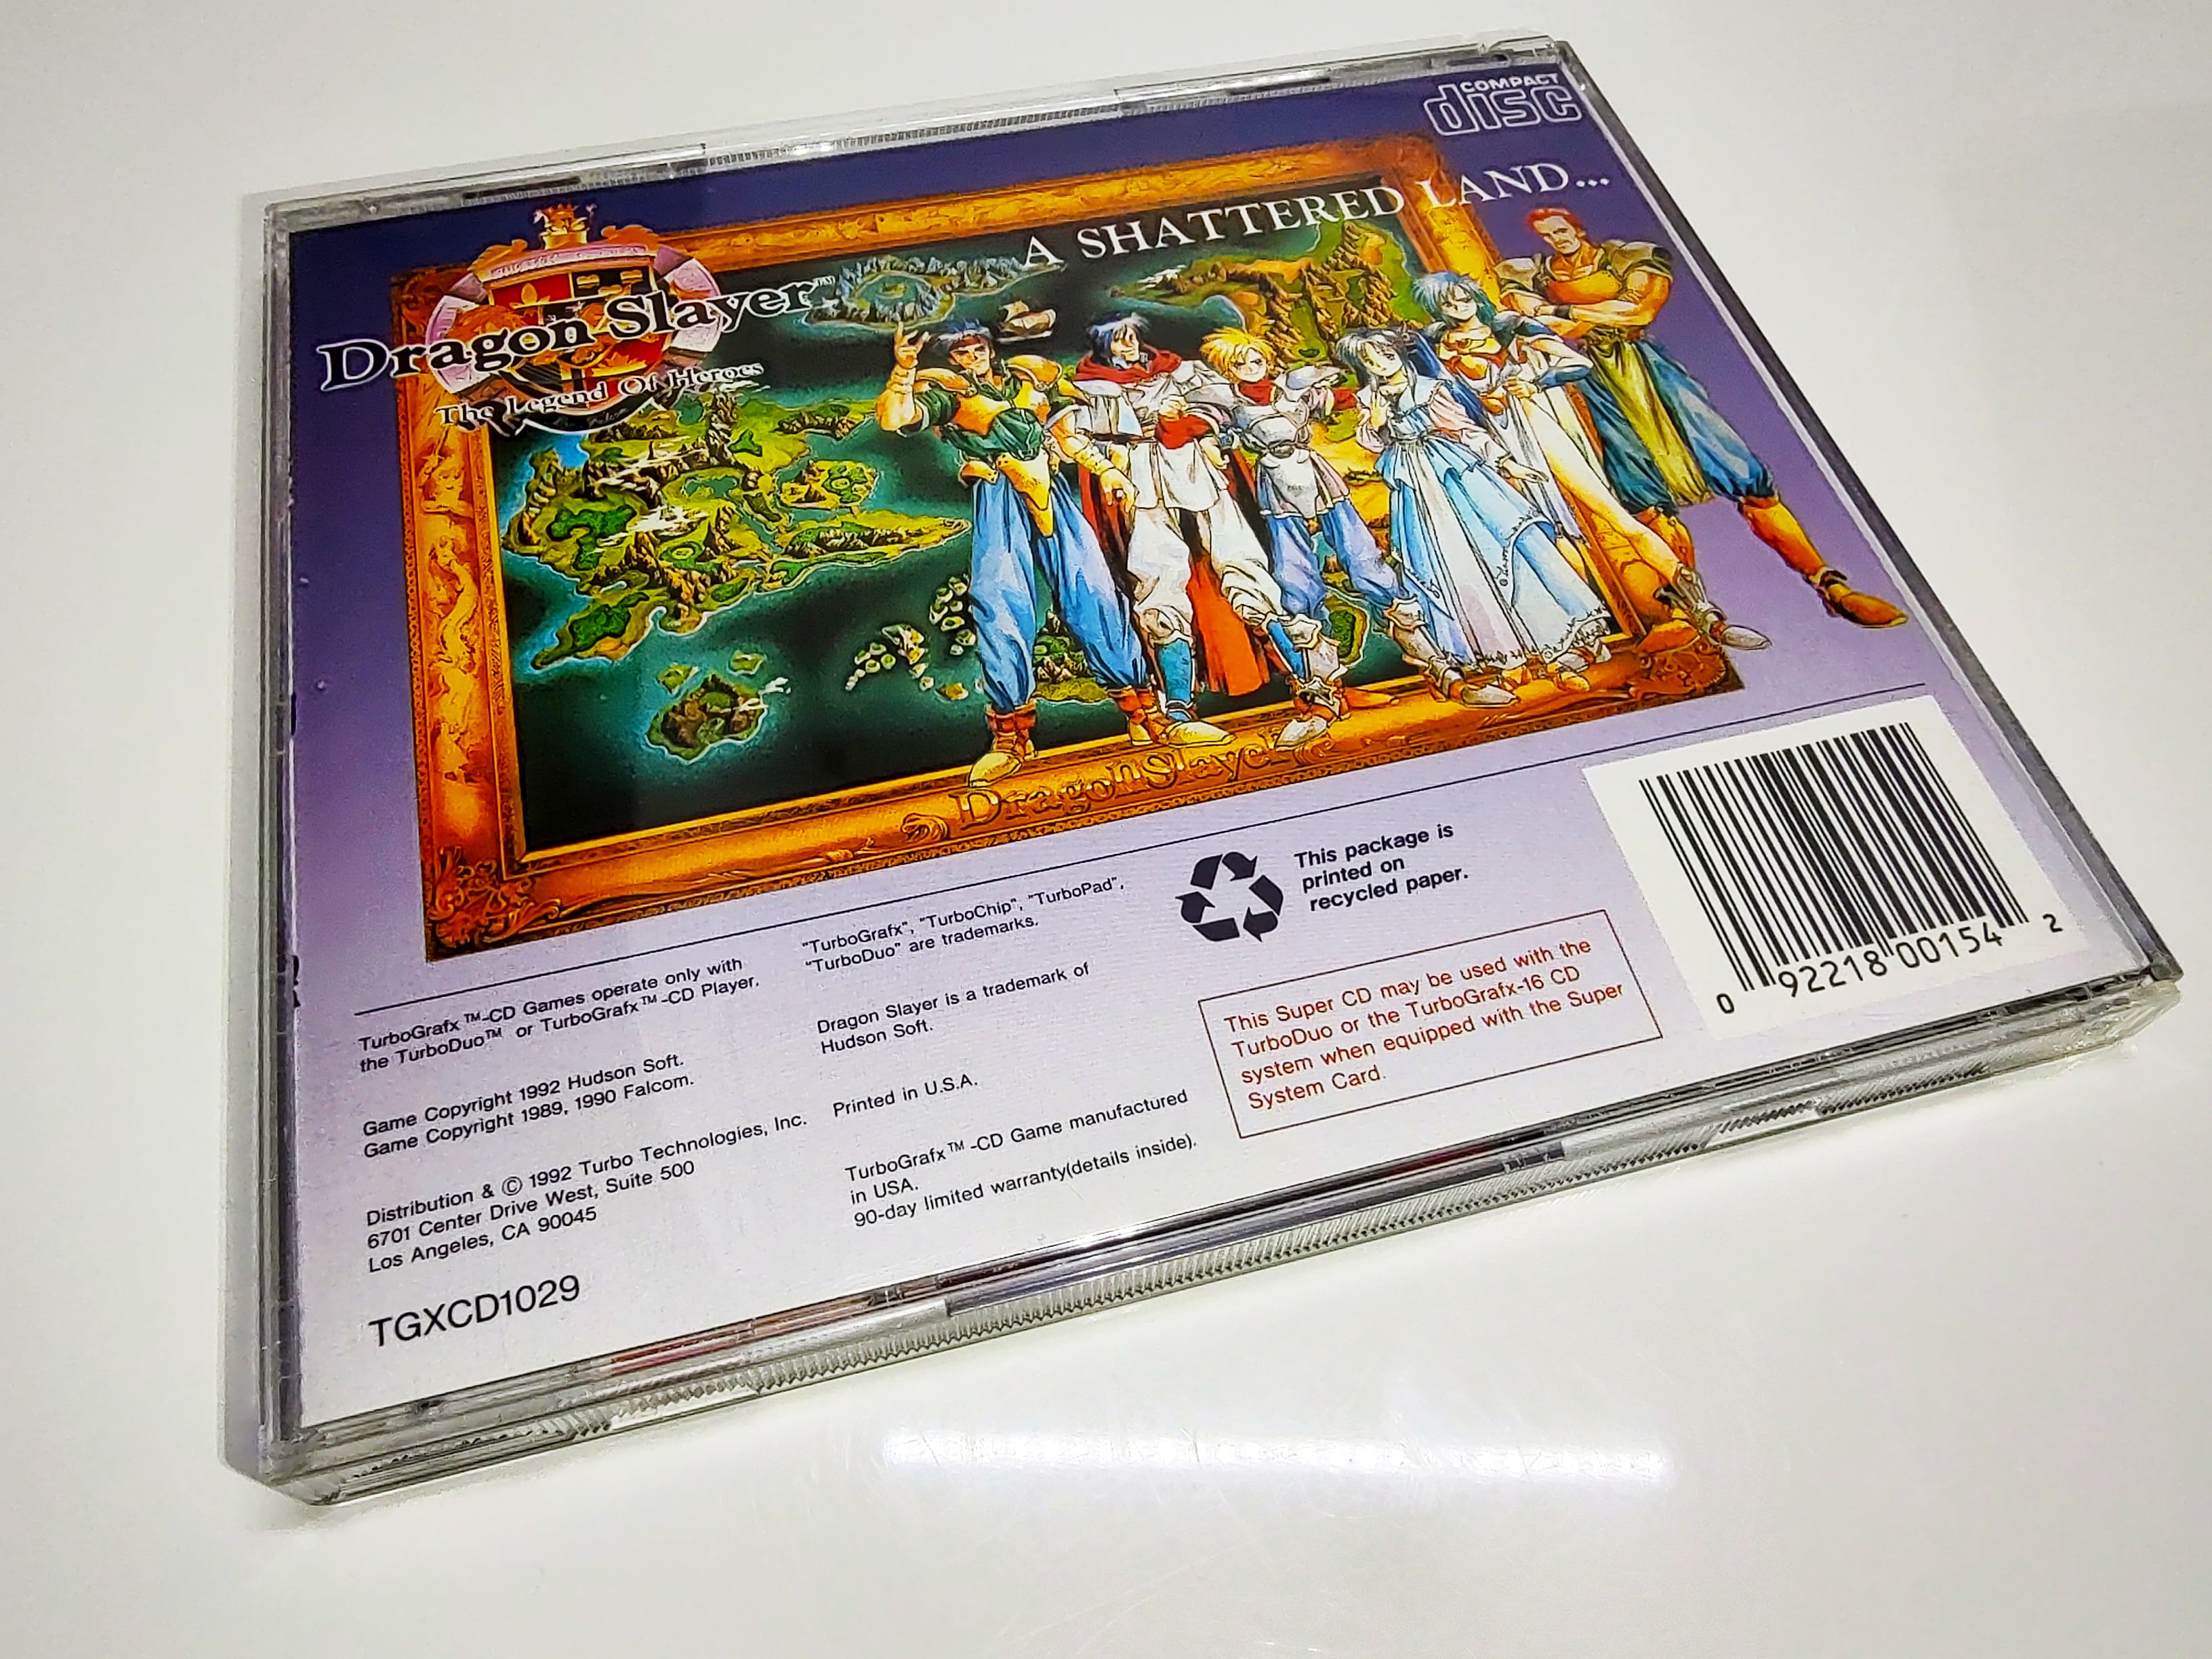 COMPACT
disc
A SHATTERED LAND...
Dragon Slayer™
The Legend Of Heroes
DragonSlayer
TurboGrafx™-CD Games operate only with
the TurboDuo™ or TurboGrafx™-CD Player.
Game Copyright 1992 Hudson Soft.
Game Copyright 1989, 1990 Falcom.
Distribution & © 1992 Turbo Technologies, Inc.
6701 Center Drive West, Suite 500
Los Angeles, CA 90045
TGXCD1029
"TurboGrafx", "TurboChip", "TurboPad",
"TurboDuo" are trademarks.
Dragon Slayer is a trademark of
Hudson Soft.
Printed in U.S.A.
TurboGrafx™-CD Game manufactured
in USA.
90-day limited warranty(details inside).
This package is
printed on
recycled paper.
This Super CD may be used with the
TurboDuo or the TurboGrafx-16 CD
system when equipped with the Super
System Card.
0 92218 00154 2